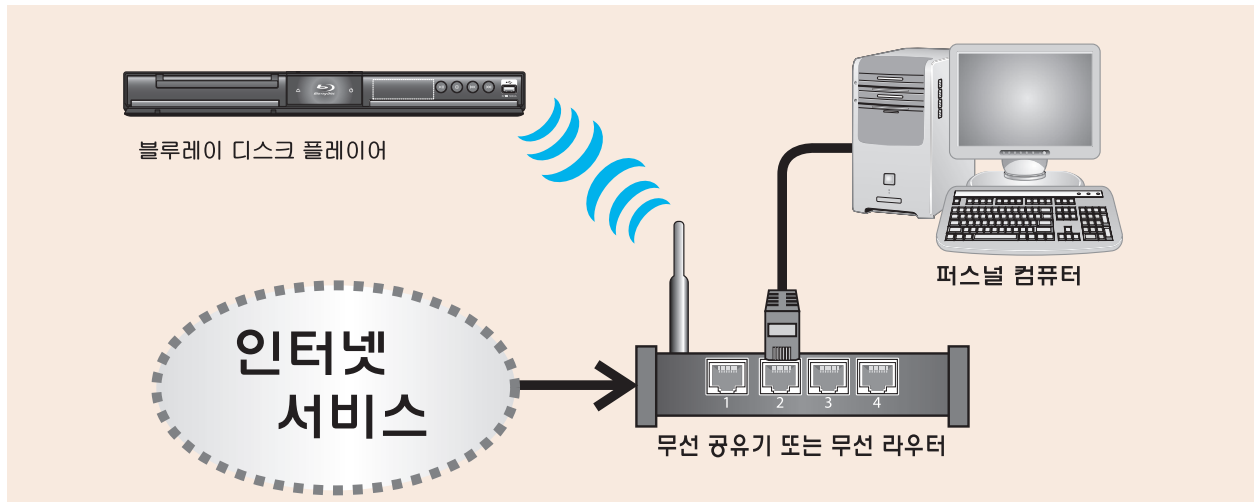 블루레이 디스크 플레이어
퍼스널 컴퓨터
인터넷
서비스
1 2 3 4
무선 공유기 또는 무선 라우터